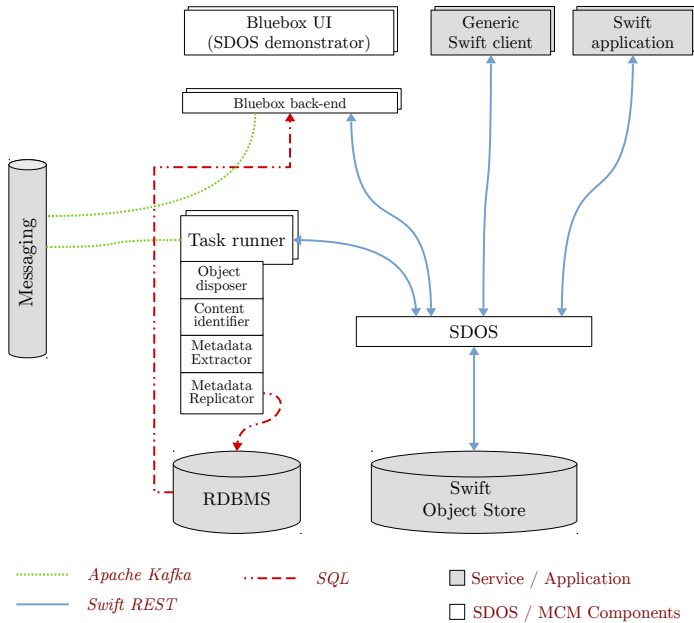 Bluebox UI
(SDOS demonstrator)
Generic
Swift client
Swift
application
Bluebox back-end
Messaging
Task runner
Object
disposer
Content
identifier
Metadata
Extractor
Metadata
Replicator
SDOS
RDBMS
Swift
Object Store
Apache Kafka
SQL
Service / Application
Swift REST
SDOS / MCM Components